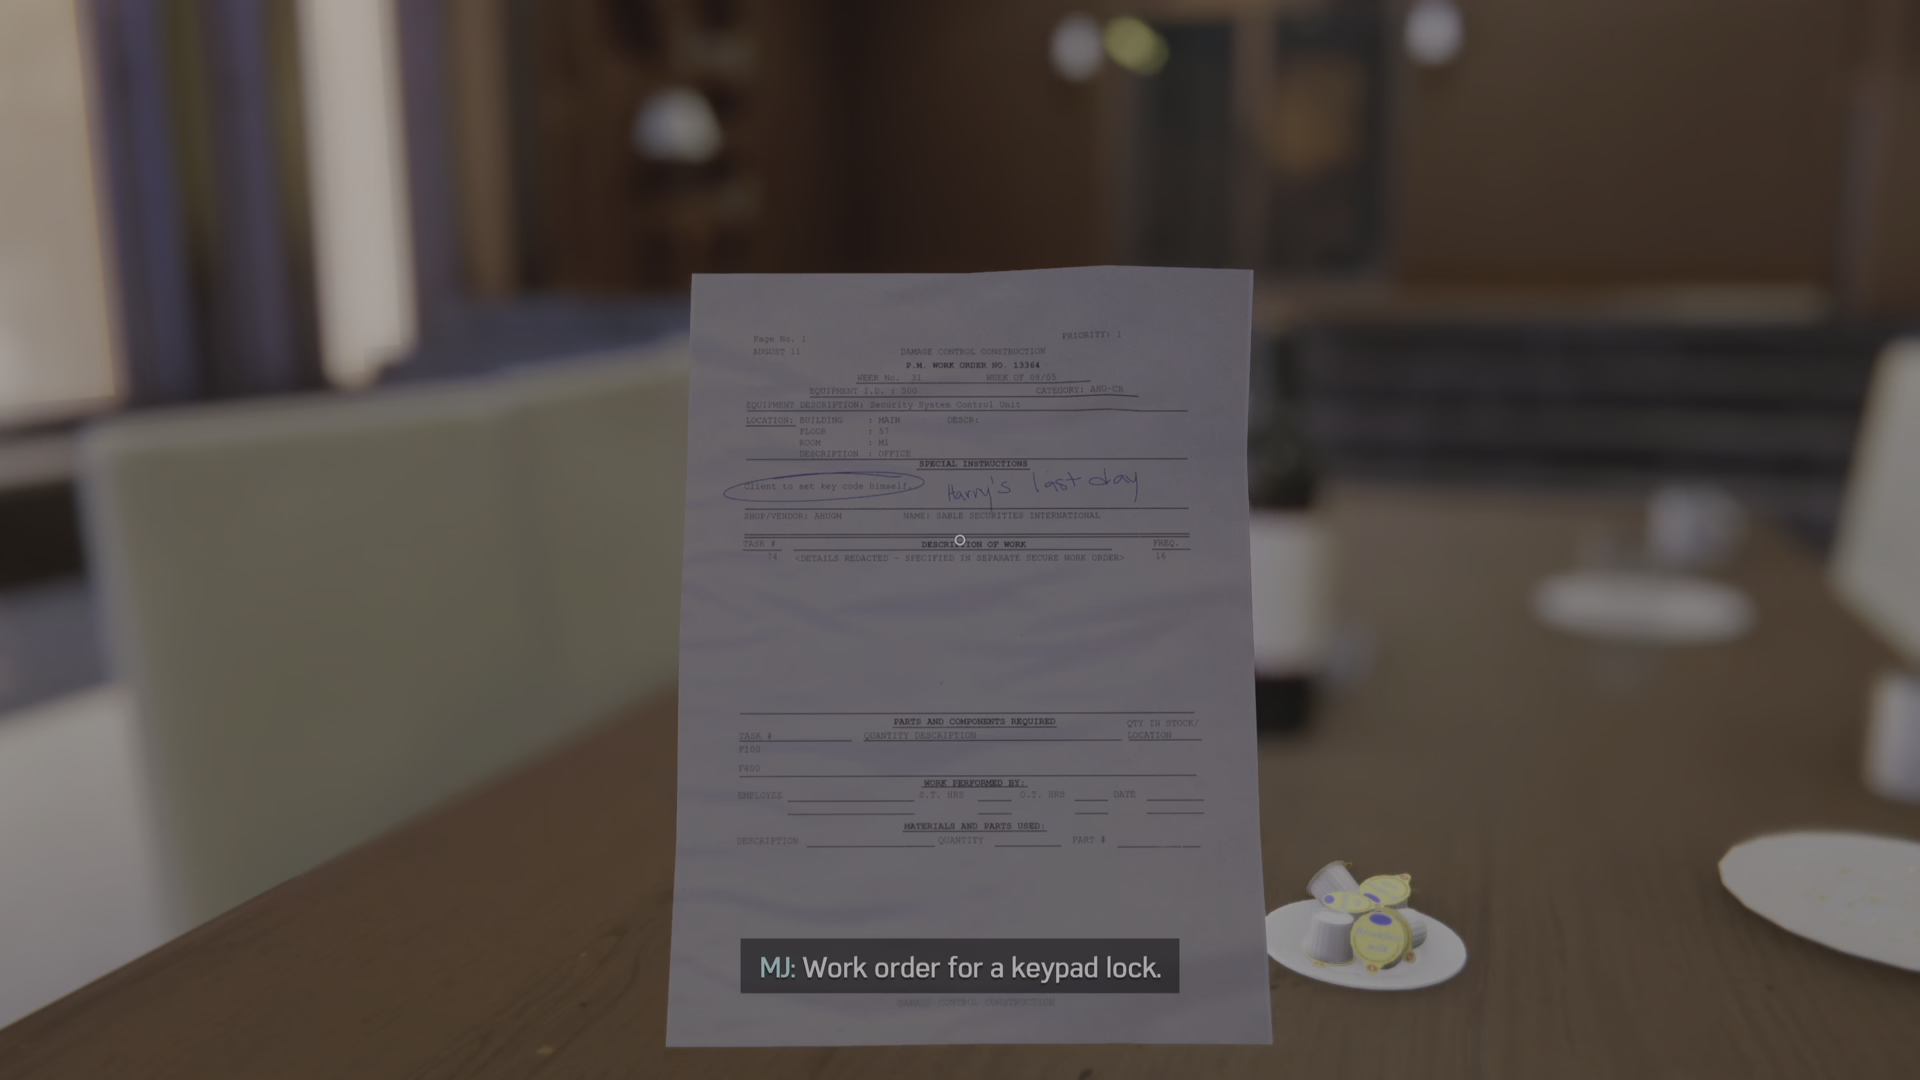 Page No. 1
PRIORITY: 1
AUGUST 11
DAMAGE CONTROL CONSTRUCTION
P.M. WORK ORDER NO. 13364
WEEK No. 31 WEEK OF 08/05
EQUIPMENT I.D. : 000 CATEGORY: AHU-CR
EQUIPMENT DESCRIPTION: Security System Control Unit
LOCATION: BUILDING : MAIN DESCR:
FLOOR : 57
ROOM : M1
DESCRIPTION : OFFICE
SPECIAL INSTRUCTIONS
Client to set key code himself. Harry's last day
SHOP/VENDOR: AHUGN NAME: SABLE SECURITIES INTERNATIONAL
TASK # DESCRIPTION OF WORK FREQ.
74 <DETAILS REDACTED - SPECIFIED IN SEPARATE SECURE WORK ORDER> 16
PARTS AND COMPONENTS REQUIRED QTY IN STOCK/
TASK # QUANTITY DESCRIPTION LOCATION
F100
F400
WORK PERFORMED BY:
EMPLOYEE S.T. HRS O.T. HRS DATE
MATERIALS AND PARTS USED:
DESCRIPTION QUANTITY PART #
MJ: Work order for a keypad lock.
DAMAGE CONTROL CONSTRUCTION